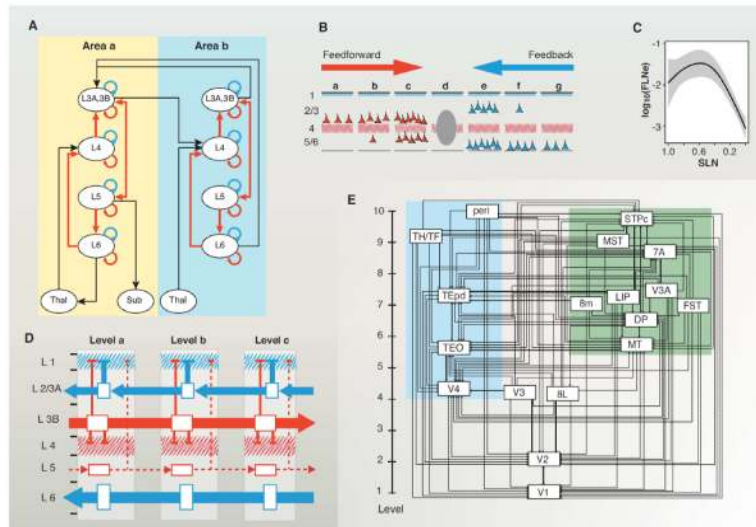 A
Area a
Area b
L3A,3B
L3A,3B
L4
L4
L5
L5
L6
L6
Thal
Sub
Thal
B
Feedforward
Feedback
a b c d e f g
1
2/3
4
5/6
C
log10(FLNe)
-1
-2
-3
1.0 0.6 0.2
SLN
D
Level a Level b Level c
L 1
L 2/3A
L 3B
L 4
L 5
L 6
E
10
9
8
7
6
5
4
3
2
1
Level
peri
STPc
TH/TF
MST
7A
TEpd
LIP
V3A
8m
FST
DP
TEO
MT
V4
V3
8L
V2
V1